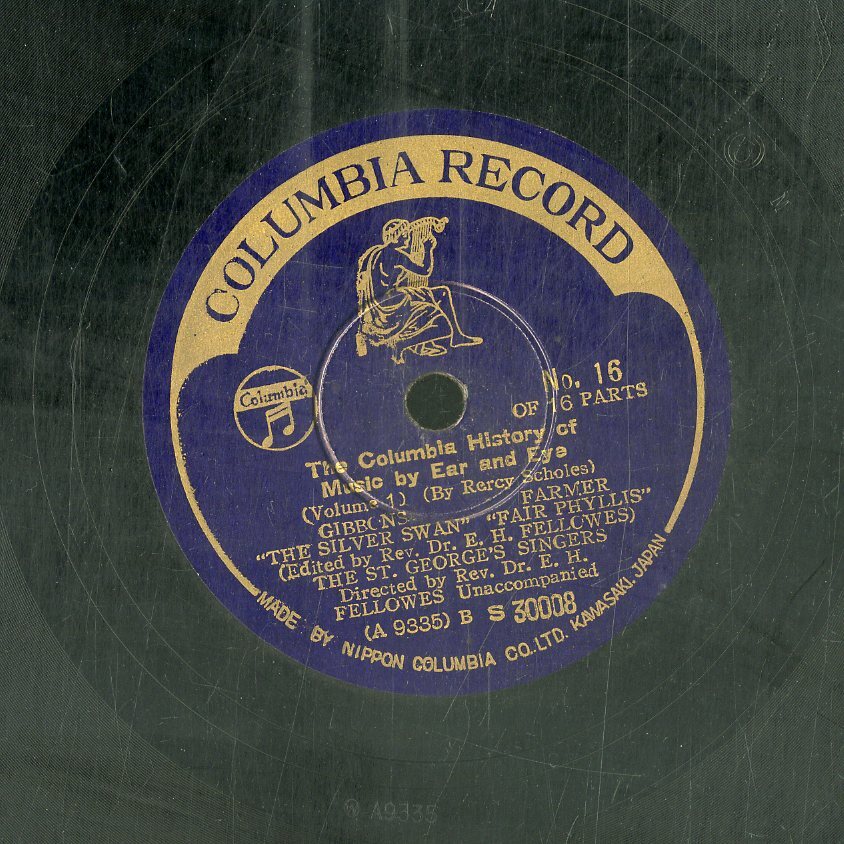 COLUMBIA RECORD
Columbia
No. 16
OF 16 PARTS
The Columbia History of
Music by Ear and Eye
(Volume 1) (By Rercy Scholes)
GIBBONS FARMER
"THE SILVER SWAN" "FAIR PHYLLIS"
(Edited by Rev. Dr. E. H. FELLOWES)
THE ST. GEORGE'S SINGERS
Directed by Rev. Dr. E. H.
FELLOWES Unaccompanied
(A 9335) B S 30008
MADE BY NIPPON COLUMBIA CO., LTD. KAWASAKI, JAPAN
W A9335